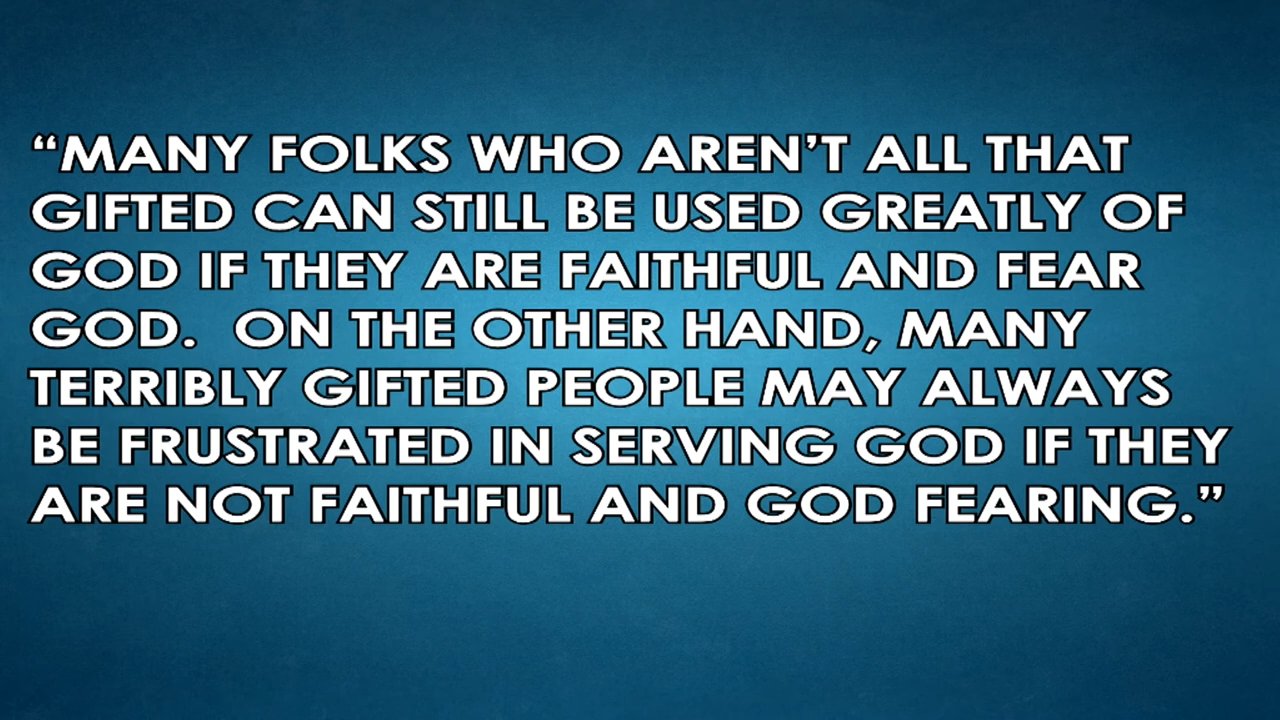 “MANY FOLKS WHO AREN’T ALL THAT
GIFTED CAN STILL BE USED GREATLY OF
GOD IF THEY ARE FAITHFUL AND FEAR
GOD.  ON THE OTHER HAND, MANY
TERRIBLY GIFTED PEOPLE MAY ALWAYS
BE FRUSTRATED IN SERVING GOD IF THEY
ARE NOT FAITHFUL AND GOD FEARING.”